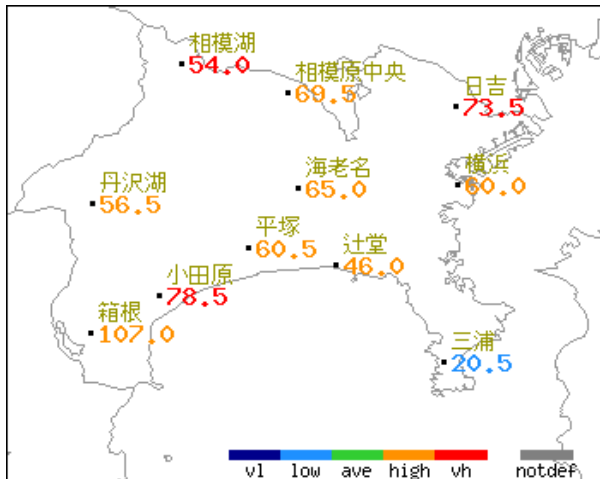 相模湖
54.0
相模原中央
69.5
日吉
73.5
海老名
65.0
横浜
60.0
丹沢湖
56.5
平塚
60.5
辻堂
46.0
小田原
78.5
箱根
107.0
三浦
20.5
vl low ave high vh notdef